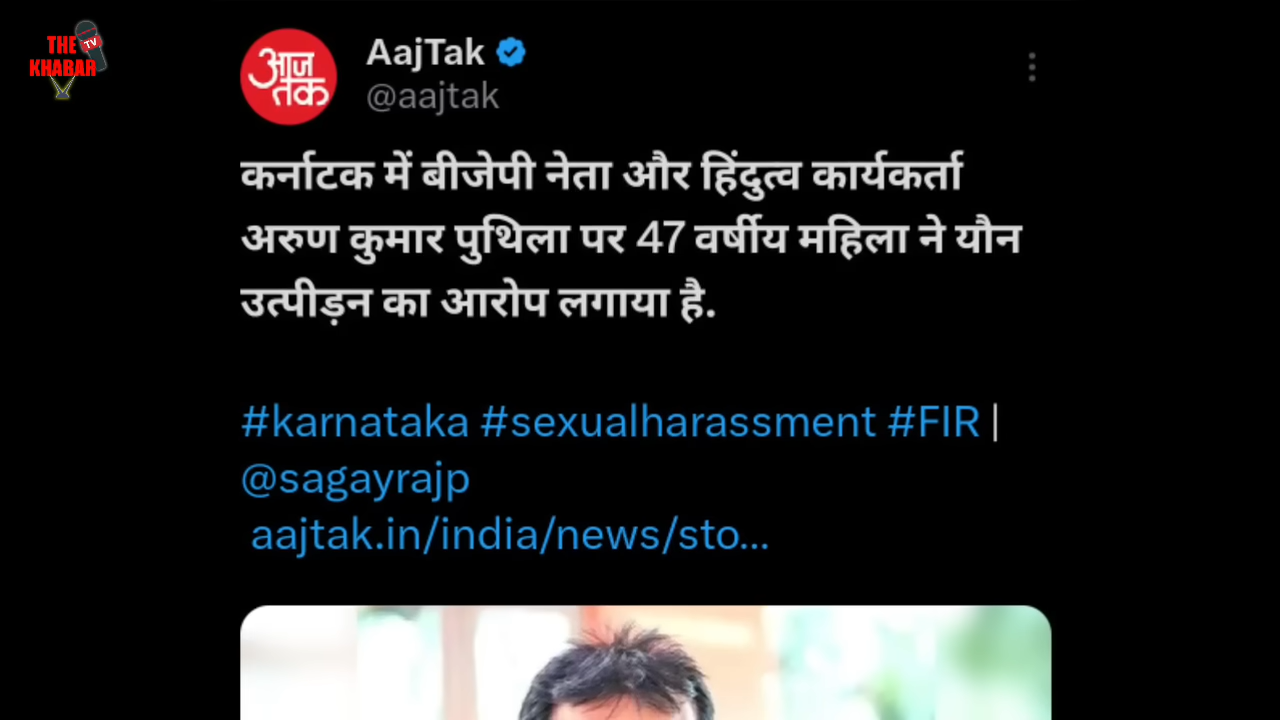 THE
TV
KHABAR
आज
तक
AajTak
@aajtak
कर्नाटक में बीजेपी नेता और हिंदुत्व कार्यकर्ता
अरुण कुमार पुथिला पर 47 वर्षीय महिला ने यौन
उत्पीड़न का आरोप लगाया है.
#karnataka #sexualharassment #FIR |
@sagayrajp
aajtak.in/india/news/sto...